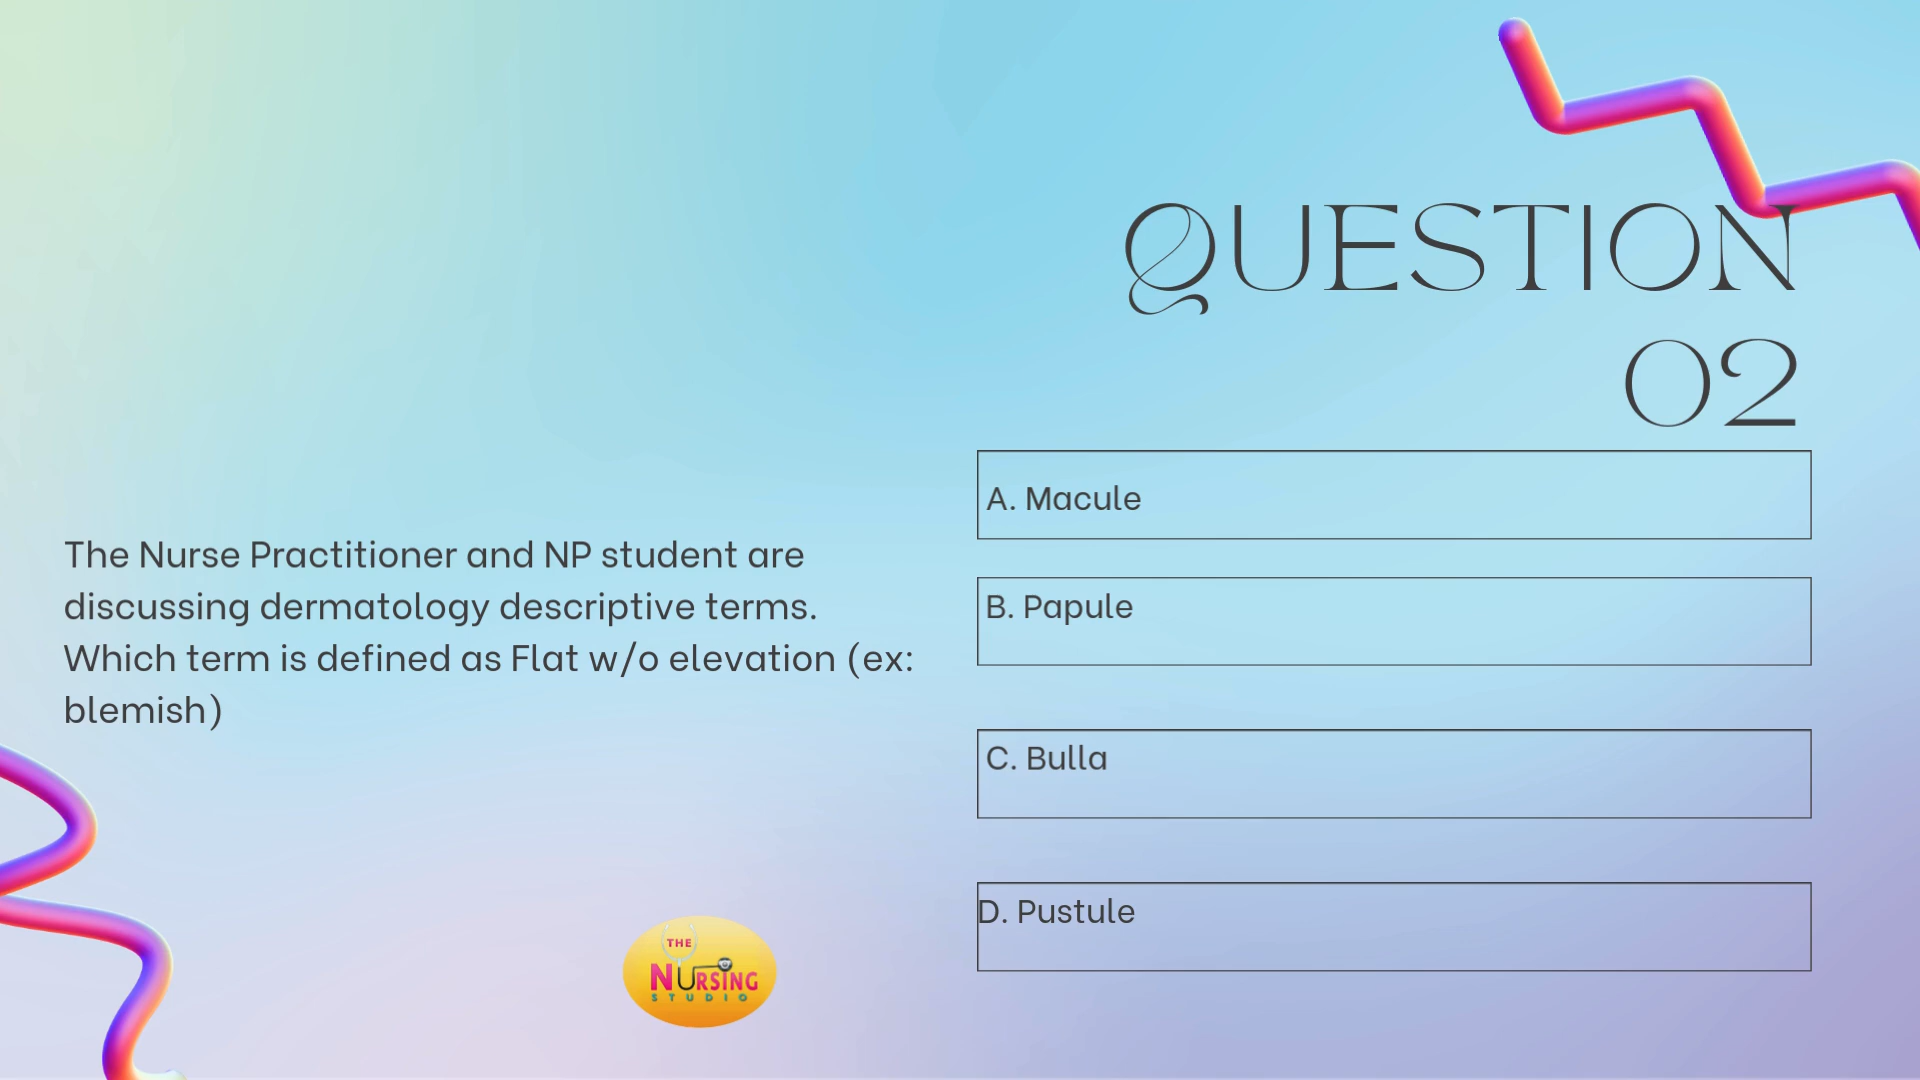 QUESTION
02
The Nurse Practitioner and NP student are
discussing dermatology descriptive terms.
Which term is defined as Flat w/o elevation (ex:
blemish)
A. Macule
B. Papule
C. Bulla
D. Pustule
THE
NURSING
STUDIO